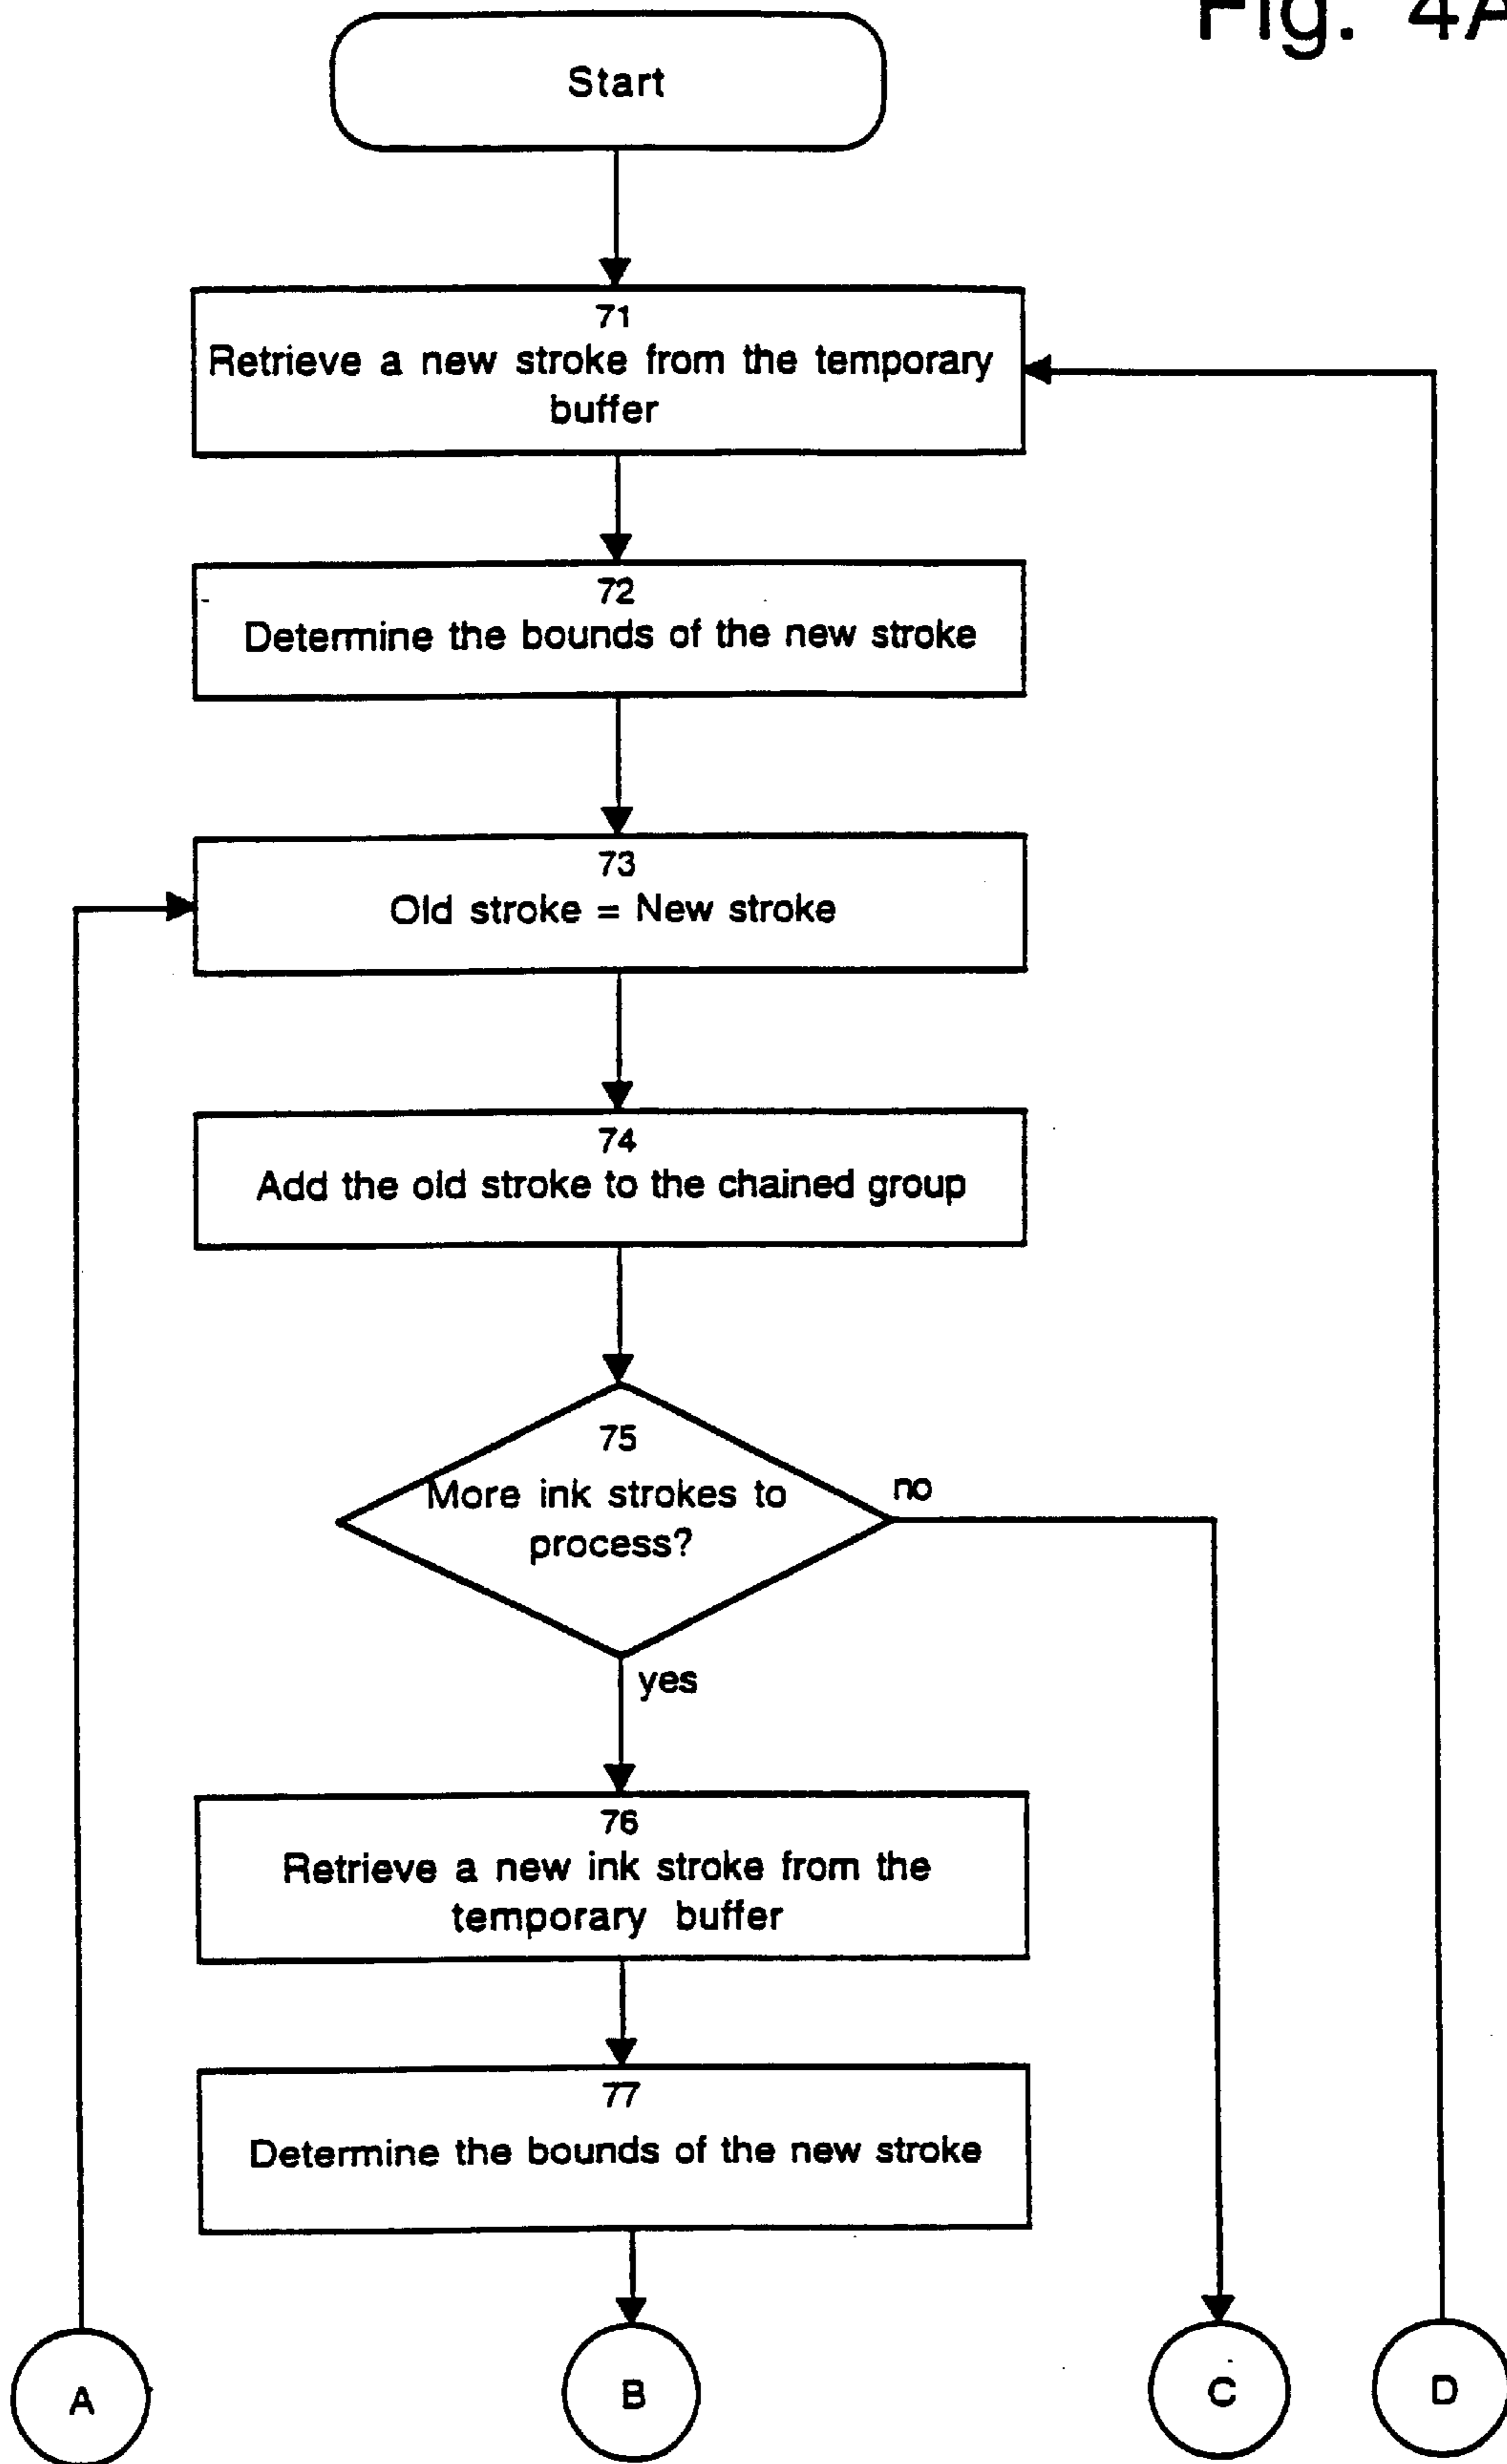 Fig. 4A
Start
71
Retrieve a new stroke from the temporary
buffer
72
Determine the bounds of the new stroke
73
Old stroke = New stroke
74
Add the old stroke to the chained group
75
More ink strokes to
process?
no
yes
76
Retrieve a new ink stroke from the
temporary buffer
77
Determine the bounds of the new stroke
A
B
C
D